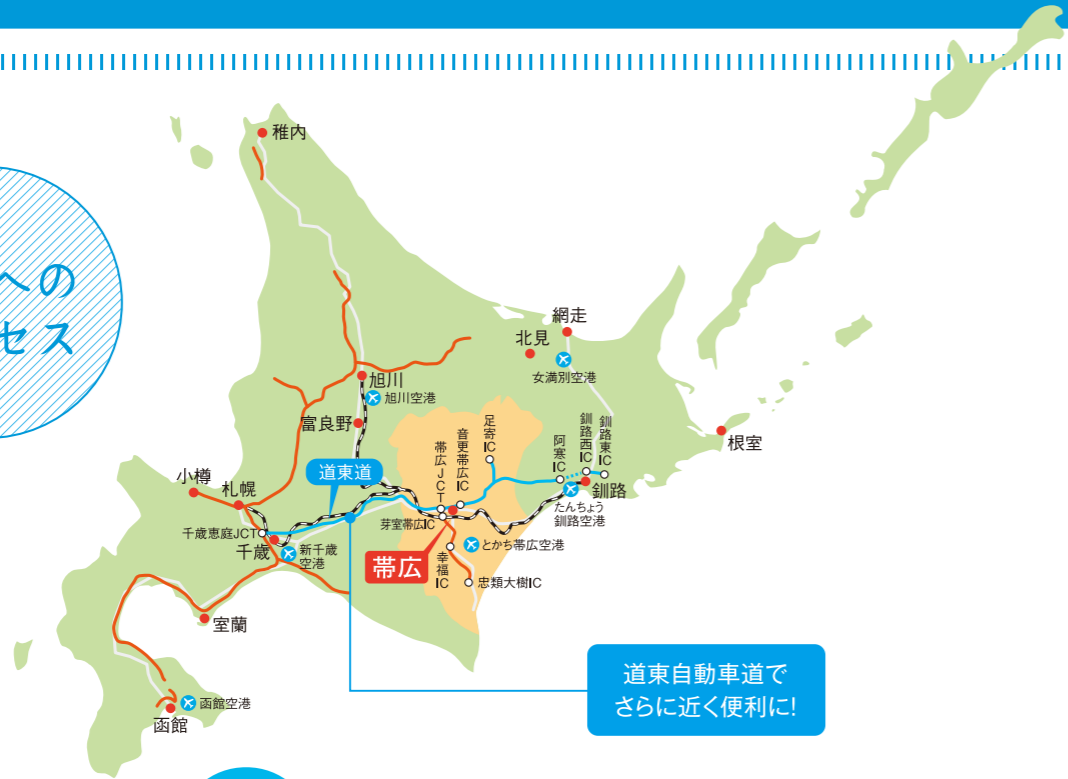 への
セス
稚内
網走
北見
女満別空港
旭川
旭川空港
富良野
足寄IC
音更帯広IC
帯広JCT
釧路東IC
釧路西IC
阿寒IC
根室
道東道
小樽
札幌
釧路
たんちょう
釧路空港
芽室帯広IC
千歳恵庭JCT
千歳
新千歳
空港
とかち帯広空港
帯広
幸福IC
忠類大樹IC
室蘭
道東自動車道で
さらに近く便利に!
函館空港
函館